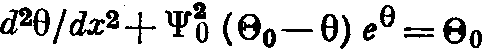 d²θ/dx² + Ψ₀² (Θ₀ − θ) e^θ = Θ₀